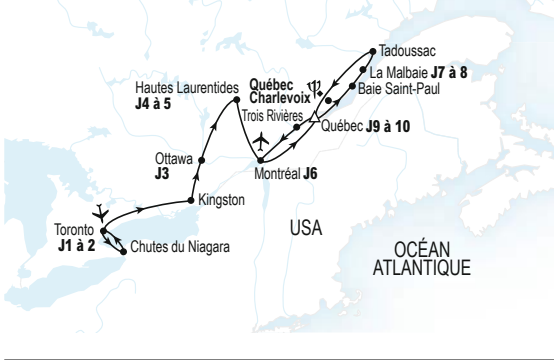 Tadoussac
La Malbaie J7 à 8
Baie Saint-Paul
Hautes Laurentides
J4 à 5
Québec
Charlevoix
Trois Rivières
Québec J9 à 10
Ottawa
J3
Montréal J6
Kingston
Toronto
J1 à 2
Chutes du Niagara
USA
OCÉAN
ATLANTIQUE